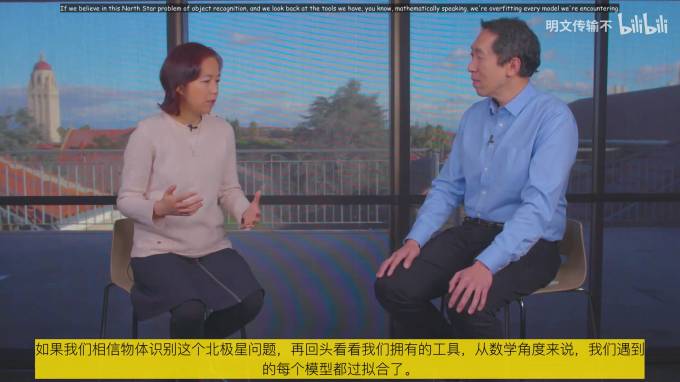 If we believe in this North Star problem of object recognition, and we look back at the tools we have, you know, mathematically speaking, we're overfitting every model we're encountering.
明文传输不 bilibili
如果我们相信物体识别这个北极星问题，再回头看看我们拥有的工具，从数学角度来说，我们遇到
的每个模型都过拟合了。